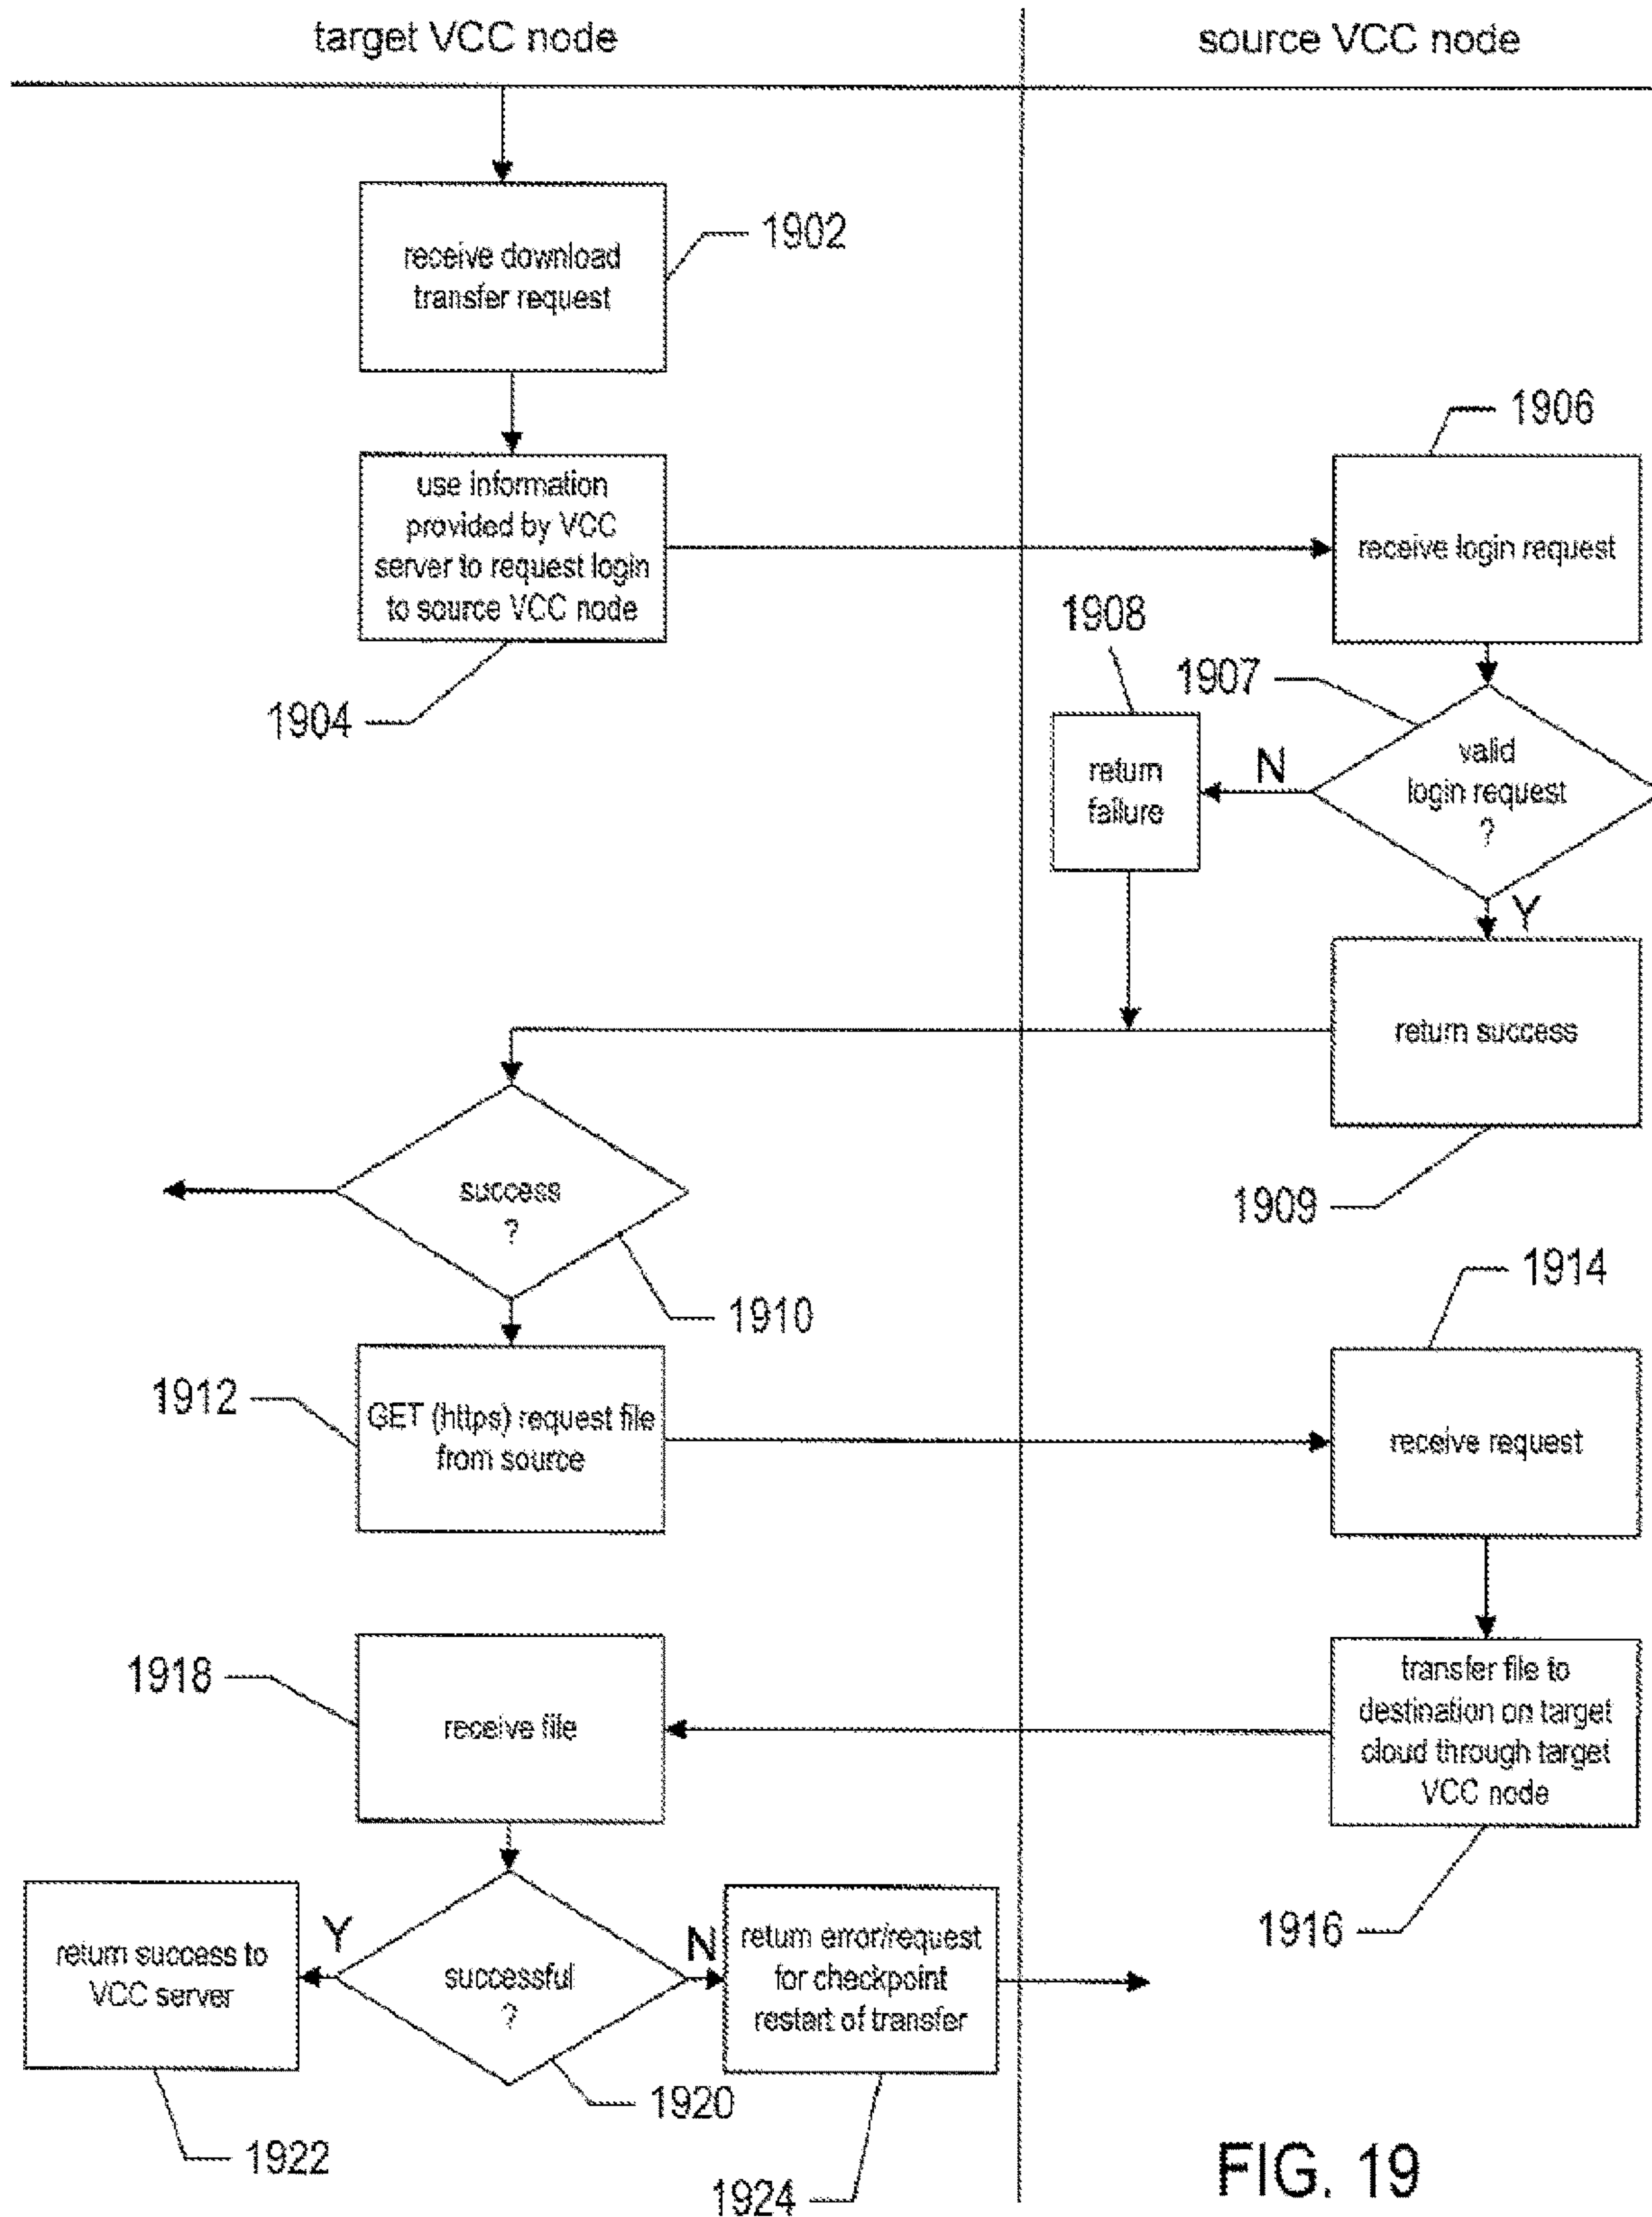 target VCC node
source VCC node
receive download
transfer request
1902
use information
provided by VCC
server to request login
to source VCC node
1904
1906
receive login request
1908
1907
return
failure
N
valid
login request
?
Y
return success
1909
success
?
1910
1912
GET (https) request file
from source
1914
receive request
1918
receive file
transfer file to
destination on target
cloud through target
VCC node
1916
return success to
VCC server
Y
successful
?
N
return error/request
for checkpoint
restart of transfer
1920
1922
1924
FIG. 19